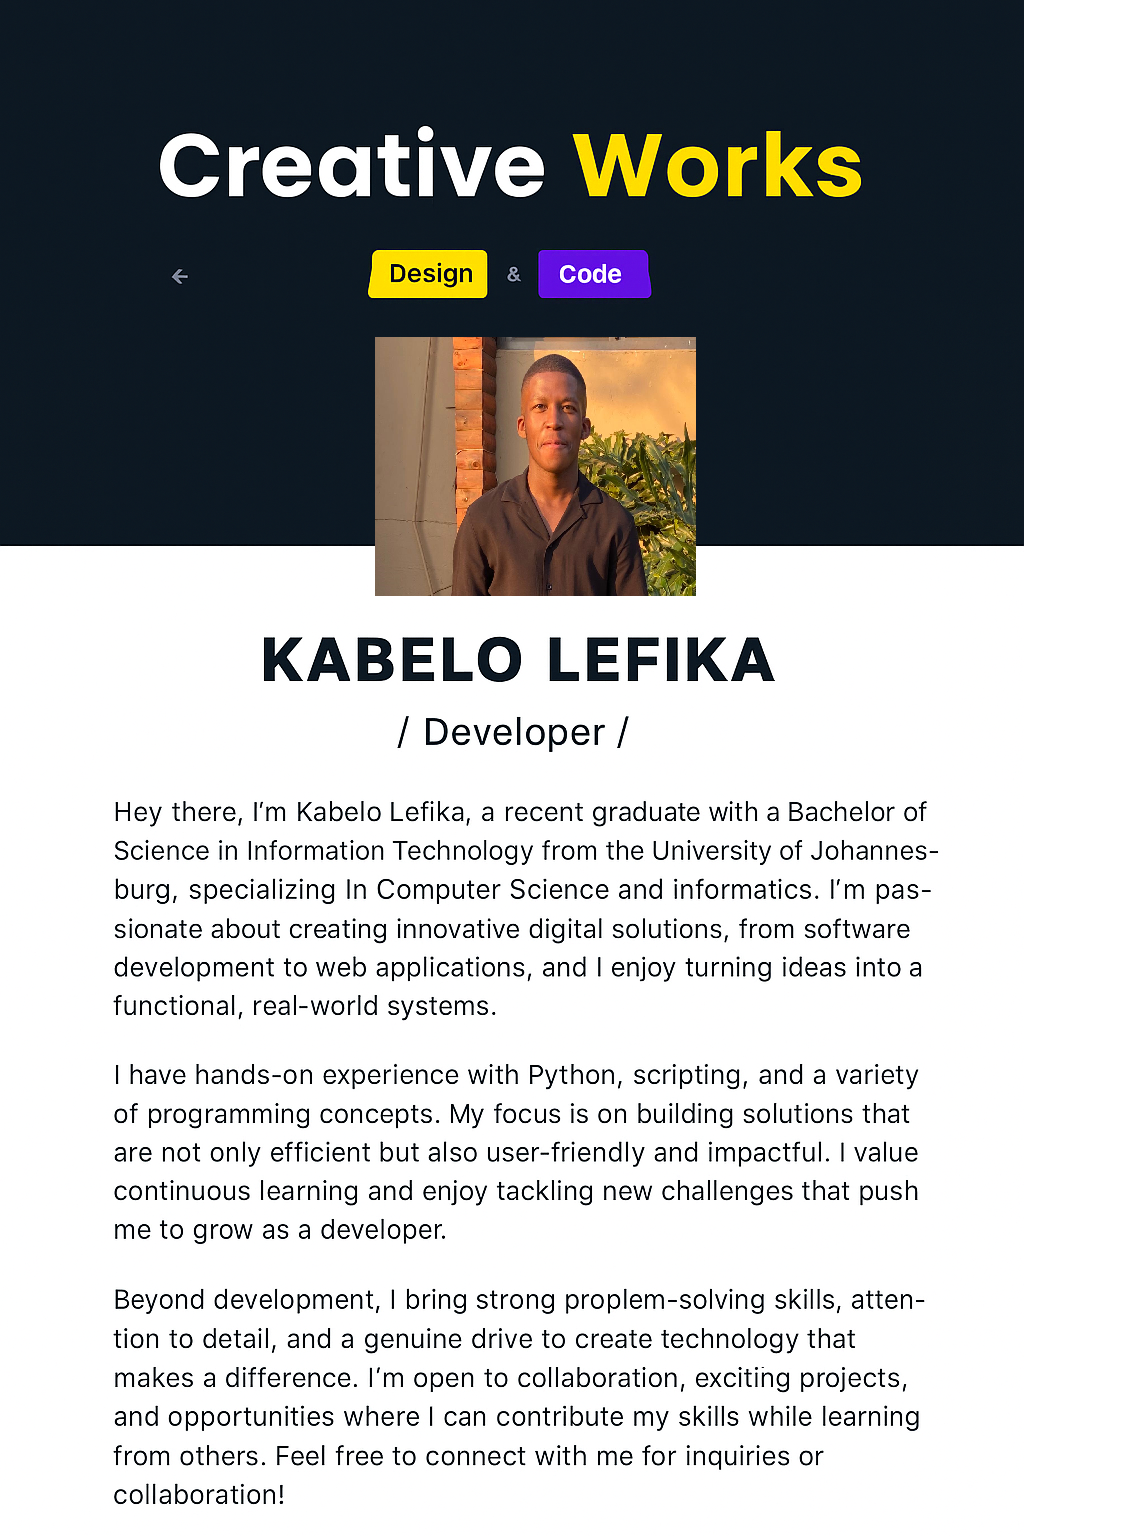 Creative Works
Design & Code
KABELO LEFIKA
/ Developer /
Hey there, I’m Kabelo Lefika, a recent graduate with a Bachelor of
Science in Information Technology from the University of Johannes-
burg, specializing In Computer Science and informatics. I’m pas-
sionate about creating innovative digital solutions, from software
development to web applications, and I enjoy turning ideas into a
functional, real-world systems.
I have hands-on experience with Python, scripting, and a variety
of programming concepts. My focus is on building solutions that
are not only efficient but also user-friendly and impactful. I value
continuous learning and enjoy tackling new challenges that push
me to grow as a developer.
Beyond development, I bring strong proplem-solving skills, atten-
tion to detail, and a genuine drive to create technology that
makes a difference. I’m open to collaboration, exciting projects,
and opportunities where I can contribute my skills while learning
from others. Feel free to connect with me for inquiries or
collaboration!